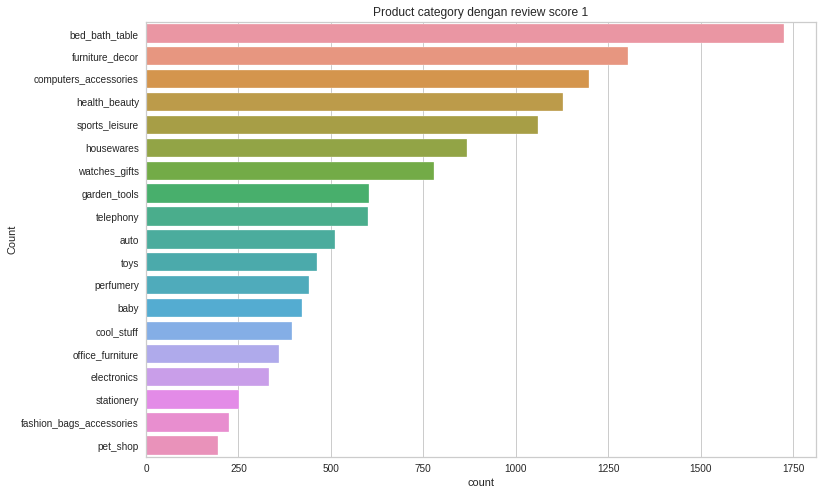 Product category dengan review score 1
Count
bed_bath_table
furniture_decor
computers_accessories
health_beauty
sports_leisure
housewares
watches_gifts
garden_tools
telephony
auto
toys
perfumery
baby
cool_stuff
office_furniture
electronics
stationery
fashion_bags_accessories
pet_shop
0 250 500 750 1000 1250 1500 1750
count